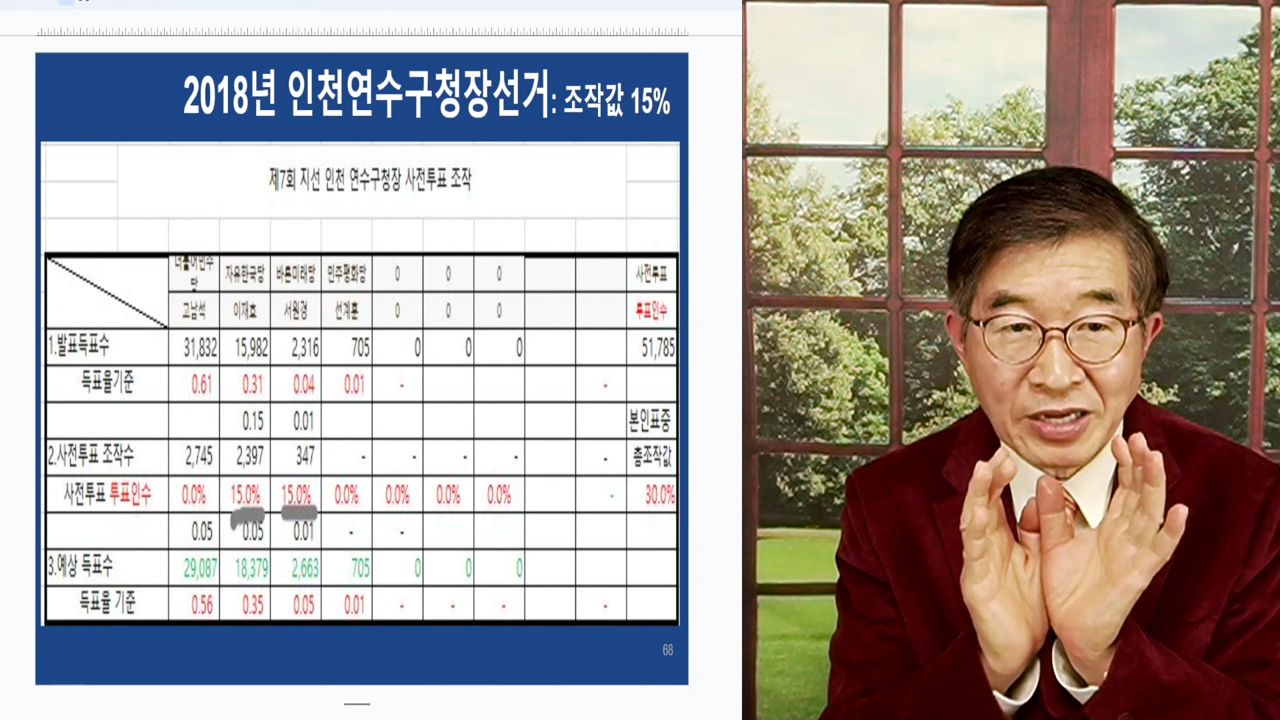 2018년 인천연수구청장선거: 조작값 15%
제7회 지선 인천 연수구청장 사전투표 조작
더불어민주당 자유한국당 바른미래당 민주평화당 0 0 0 사전투표
고남석 이재호 서원경 선계훈 0 0 0 투표인수
1.발표득표수 31,832 15,982 2,316 705 0 0 0 51,785
득표율기준 0.61 0.31 0.04 0.01 - -
0.15 0.01 본인표증
2.사전투표 조작수 2,745 2,397 347 - - - - - 총조작값
사전투표 투표인수 0.0% 15.0% 15.0% 0.0% 0.0% 0.0% 0.0% - 30.0%
0.05 0.05 0.01 - -
3.예상 득표수 29,087 18,379 2,663 705 0 0 0
득표율 기준 0.56 0.35 0.05 0.01 - - - -
68